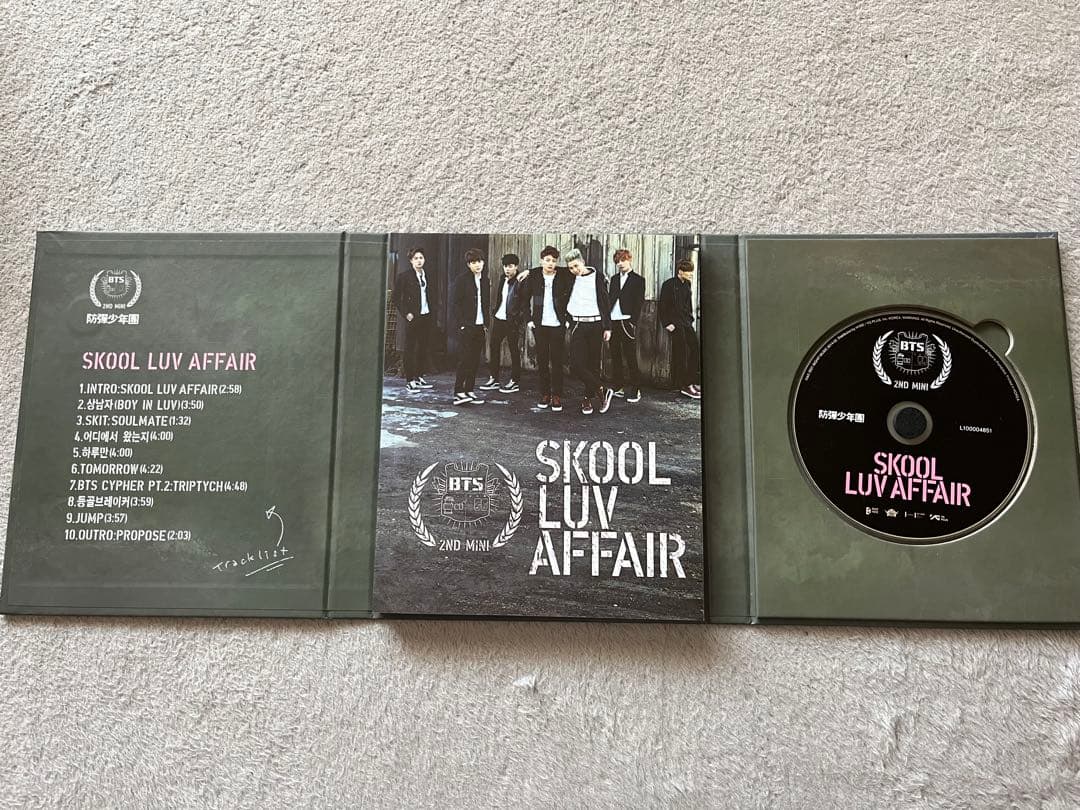 BTS
2ND MINI
防彈少年團
SKOOL LUV AFFAIR
1.INTRO:SKOOL LUV AFFAIR(2:58)
2.상남자(BOY IN LUV)(3:50)
3.SKIT:SOULMATE(1:32)
4.어디에서 왔는지(4:00)
5.하루만(4:00)
6.TOMORROW(4:22)
7.BTS CYPHER PT.2:TRIPTYCH(4:48)
8.등골브레이커(3:59)
9.JUMP(3:57)
10.OUTRO:PROPOSE(2:03)
Tracklist
BTS
2ND MINI
SKOOL
LUV
AFFAIR
BTS
2ND MINI
防彈少年團
L100004851
SKOOL
LUV AFFAIR